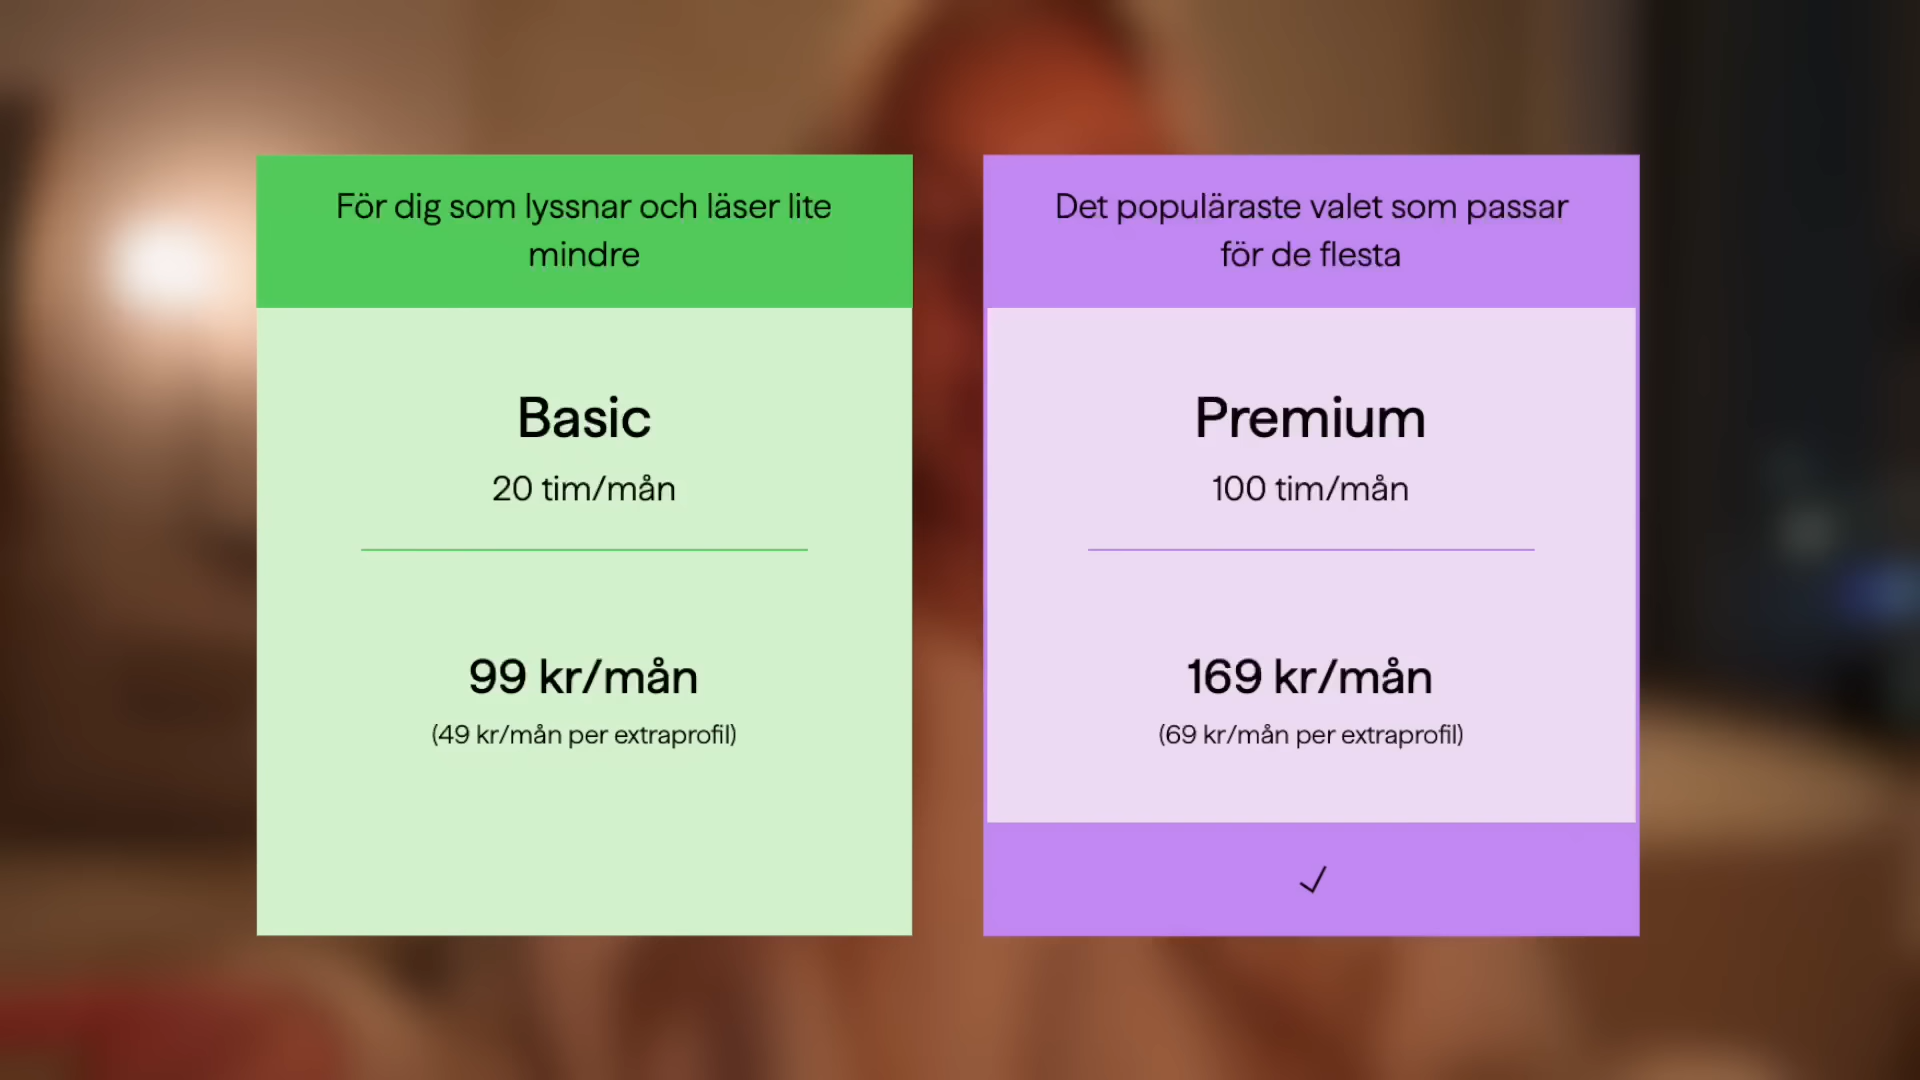 För dig som lyssnar och läser lite
mindre
Basic
20 tim/mån
99 kr/mån
(49 kr/mån per extraprofil)
Det populäraste valet som passar
för de flesta
Premium
100 tim/mån
169 kr/mån
(69 kr/mån per extraprofil)